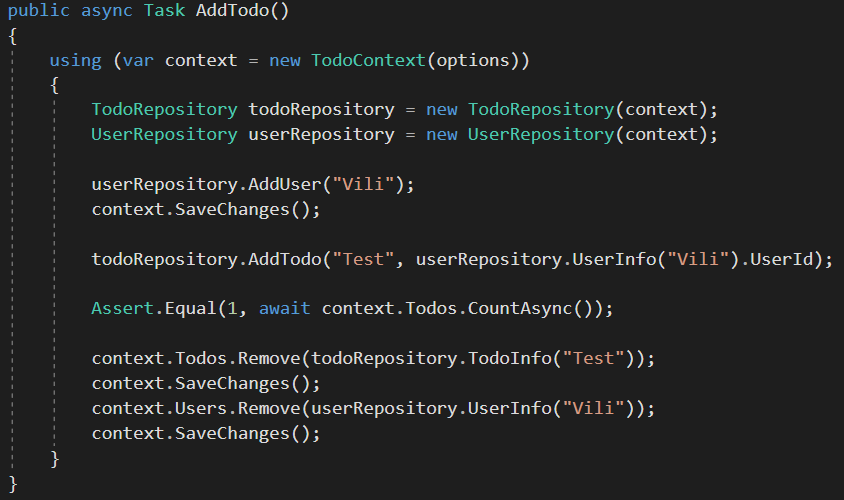 public async Task AddTodo()
{
using (var context = new TodoContext(options))
{
TodoRepository todoRepository = new TodoRepository(context);
UserRepository userRepository = new UserRepository(context);
userRepository.AddUser("Vili");
context.SaveChanges();
todoRepository.AddTodo("Test", userRepository.UserInfo("Vili").UserId);
Assert.Equal(1, await context.Todos.CountAsync());
context.Todos.Remove(todoRepository.TodoInfo("Test"));
context.SaveChanges();
context.Users.Remove(userRepository.UserInfo("Vili"));
context.SaveChanges();
}
}